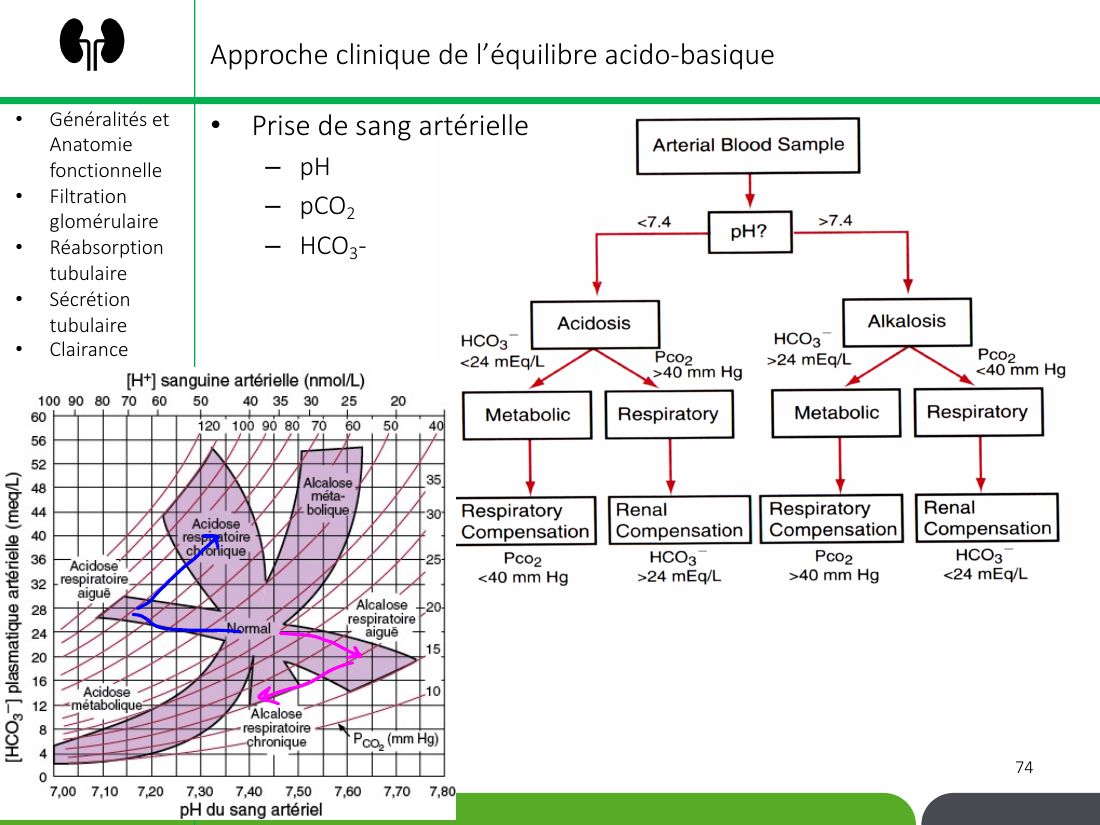 Approche clinique de l’équilibre acido-basique
• Généralités et
Anatomie
fonctionnelle
• Filtration
glomérulaire
• Réabsorption
tubulaire
• Sécrétion
tubulaire
• Clairance
• Prise de sang artérielle
– pH
– pCO2
– HCO3-
Arterial Blood Sample
<7.4
pH?
>7.4
Acidosis
Alkalosis
HCO3–
<24 mEq/L
Pco2
>40 mm Hg
HCO3–
>24 mEq/L
Pco2
<40 mm Hg
Metabolic
Respiratory
Metabolic
Respiratory
Respiratory
Compensation
Renal
Compensation
Respiratory
Compensation
Renal
Compensation
Pco2
<40 mm Hg
HCO3–
>24 mEq/L
Pco2
>40 mm Hg
HCO3–
<24 mEq/L
[H+] sanguine artérielle (nmol/L)
100 90 80 70 60 50 40 35 30 25 20
120 100 90 80 70 60 50 40
60
56
52
48
44
40
36
32
28
24
20
16
12
8
4
0
[HCO3–] plasmatique artérielle (meq/L)
35
30
25
20
15
10
Alcalose
méta-
bolique
Acidose
respiratoire
chronique
Acidose
respiratoire
aiguë
Normal
Alcalose
respiratoire
aiguë
Acidose
métabolique
Alcalose
respiratoire
chronique
PCO2 (mm Hg)
7,00 7,10 7,20 7,30 7,40 7,50 7,60 7,70 7,80
pH du sang artériel
74